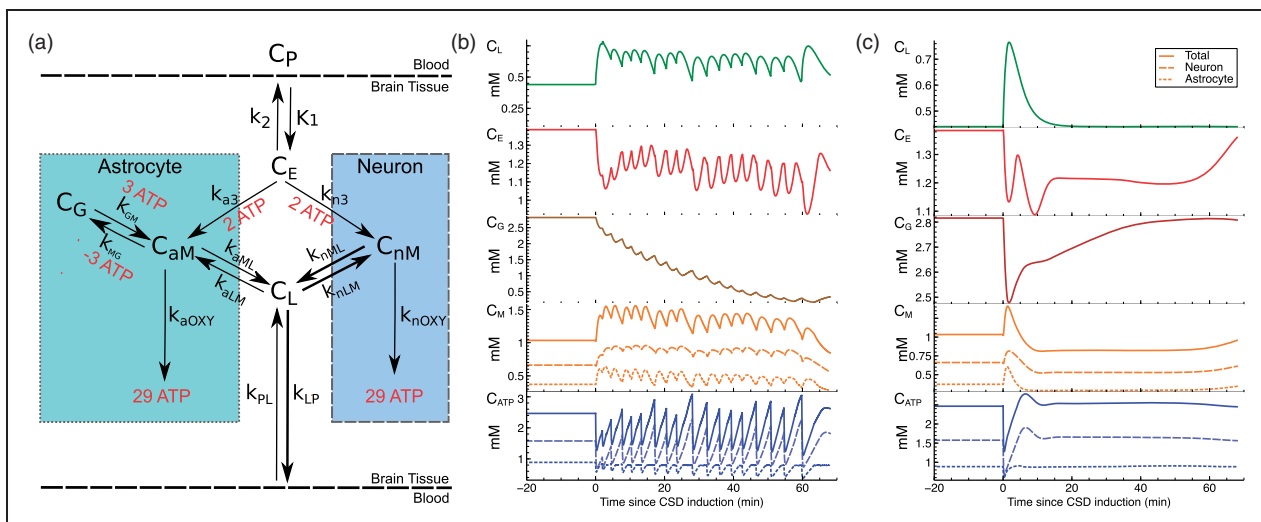 (a)
C_P
Blood
Brain Tissue
k_2
K_1
Astrocyte
C_E
Neuron
3 ATP
k_a3
k_n3
C_G
k_GM
2 ATP
2 ATP
k_MG
C_aM
k_aML
k_nML
C_nM
-3 ATP
k_aLM
C_L
k_nLM
k_aOXY
k_nOXY
29 ATP
k_PL
k_LP
29 ATP
Brain Tissue
Blood
(b)
C_L
mM
0.5
0.25
C_E
mM
1.3
1.2
1.1
C_G
mM
2.5
1.5
0.5
C_M
mM
1.5
1
0.5
C_ATP
mM
3
2
1
−20 0 20 40 60
Time since CSD induction (min)
(c)
C_L
mM
0.7
0.5
Total
Neuron
Astrocyte
C_E
mM
1.3
1.2
1.1
C_G
mM
2.8
2.7
2.6
2.5
C_M
mM
1
0.75
0.5
C_ATP
mM
2
1.5
1
−20 0 20 40 60
Time since CSD induction (min)